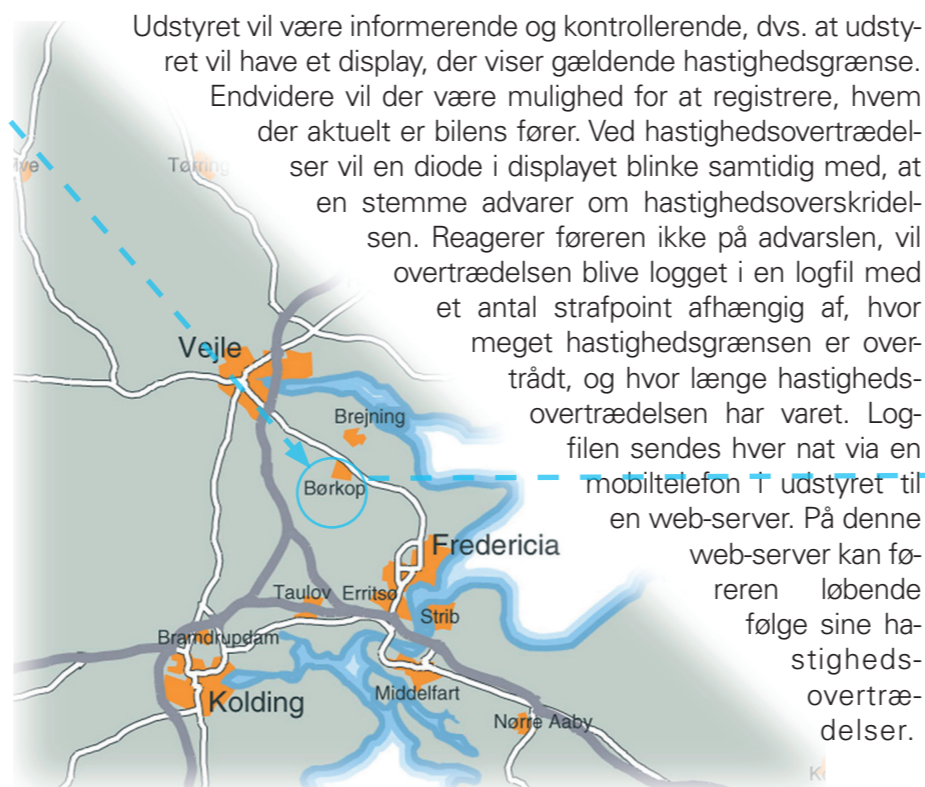 Udstyret vil være informerende og kontrollerende, dvs. at udsty-
ret vil have et display, der viser gældende hastighedsgrænse.
Endvidere vil der være mulighed for at registrere, hvem
der aktuelt er bilens fører. Ved hastighedsovertrædel-
ser vil en diode i displayet blinke samtidig med, at
en stemme advarer om hastighedsoverskridel-
sen. Reagerer føreren ikke på advarslen, vil
overtrædelsen blive logget i en logfil med
et antal strafpoint afhængig af, hvor
meget hastighedsgrænsen er over-
trådt, og hvor længe hastigheds-
overtrædelsen har varet. Log-
filen sendes hver nat via en
mobiltelefon i udstyret til
en web-server. På denne
web-server kan fø-
reren løbende
følge sine ha-
stigheds-
overtræ-
delser.
Tørring
Vejle
Brejning
Børkop
Fredericia
Taulov
Erritsø
Strib
Bramdrupdam
Kolding
Middelfart
Nørre Aaby